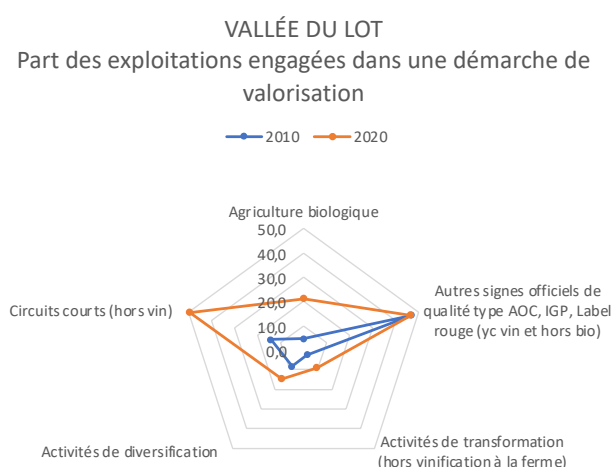 VALLÉE DU LOT
Part des exploitations engagées dans une démarche de
valorisation
2010
2020
Agriculture biologique
50,0
40,0
30,0
20,0
10,0
0,0
Autres signes officiels de
qualité type AOC, IGP, Label
rouge (yc vin et hors bio)
Circuits courts (hors vin)
Activités de diversification
Activités de transformation
(hors vinification à la ferme)